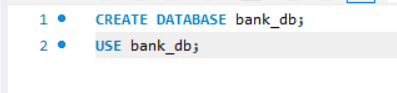 1 CREATE DATABASE bank_db;
2 USE bank_db;